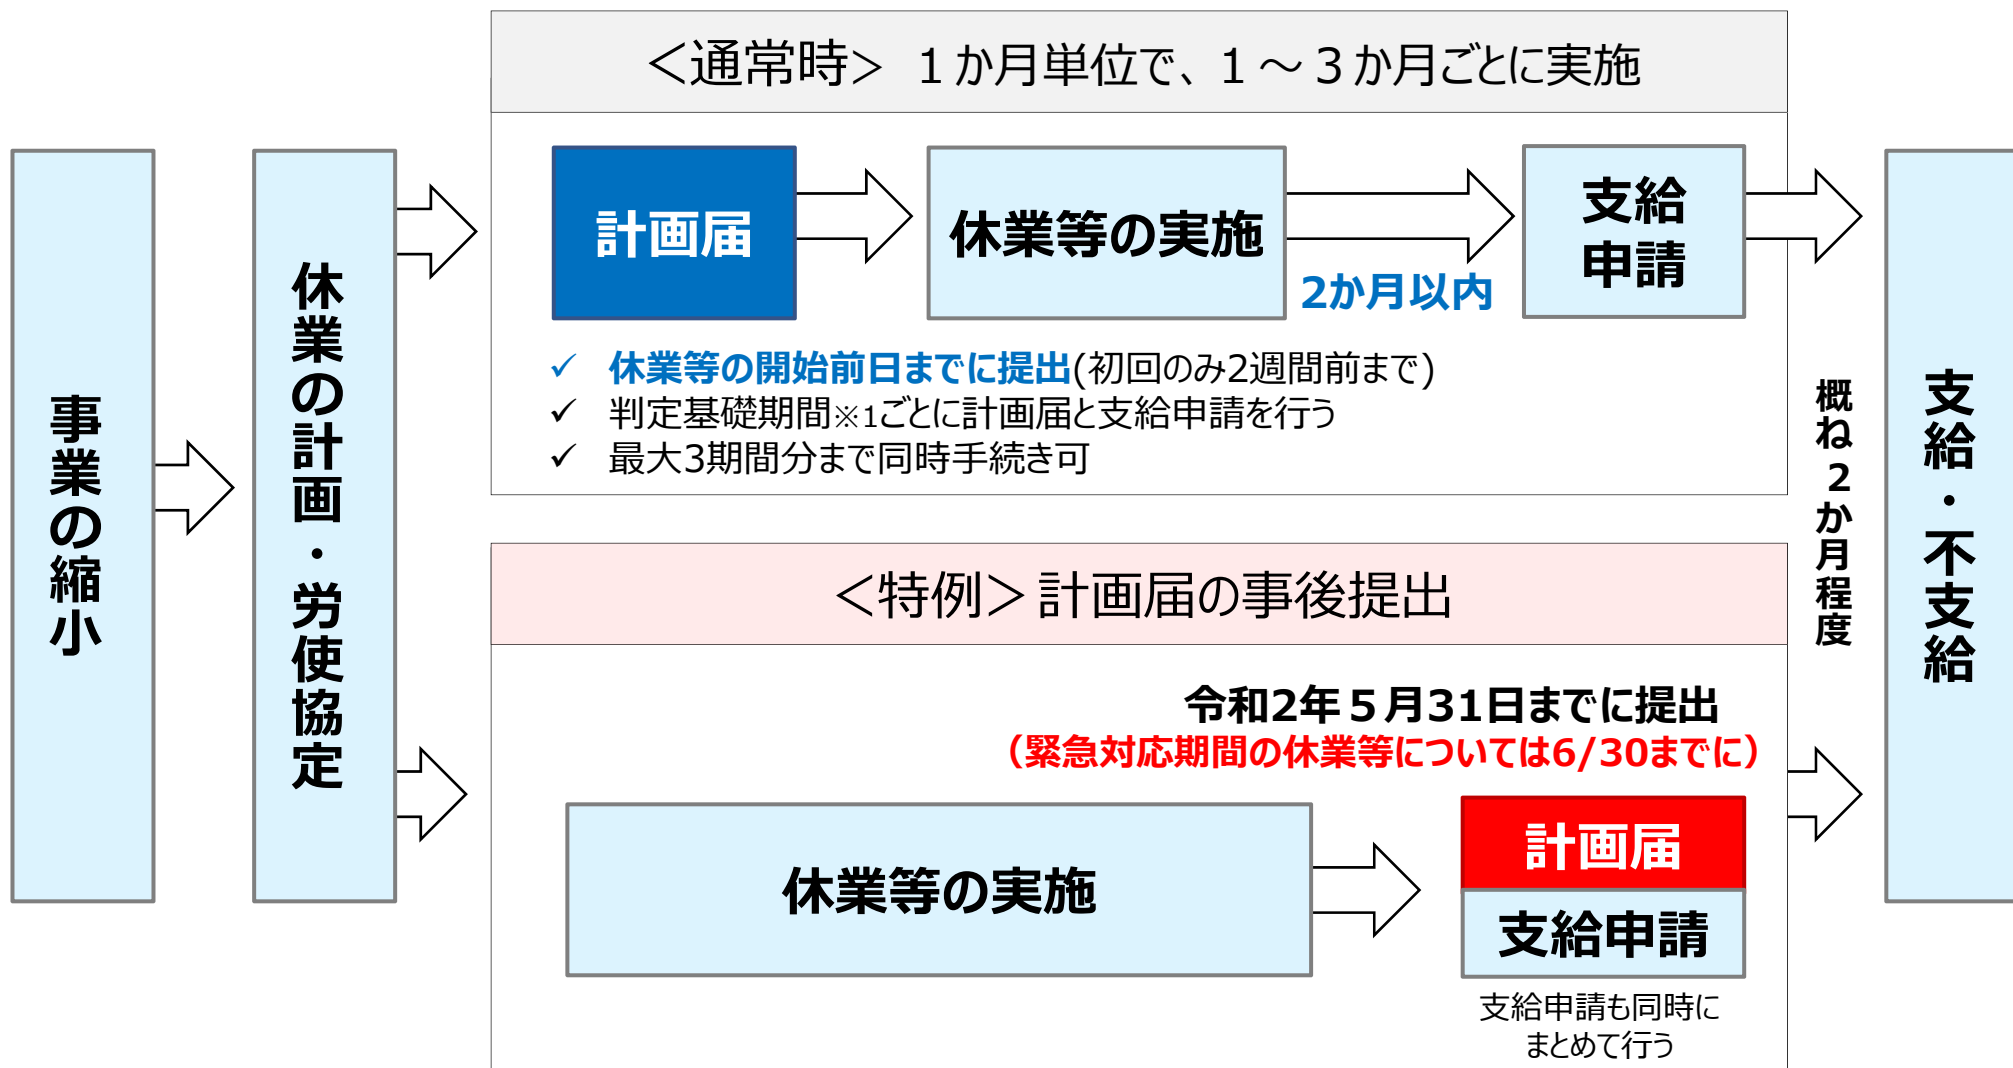 事業の縮小
休業の計画・労使協定
＜通常時＞ １か月単位で、１～３か月ごとに実施
計画届
休業等の実施
2か月以内
支給
申請
✓ 休業等の開始前日までに提出(初回のみ2週間前まで)
✓ 判定基礎期間※1ごとに計画届と支給申請を行う
✓ 最大3期間分まで同時手続き可
＜特例＞計画届の事後提出
令和2年５月31日までに提出
（緊急対応期間の休業等については6/30までに）
休業等の実施
計画届
支給申請
支給申請も同時に
まとめて行う
概ね２か月程度
支給・不支給